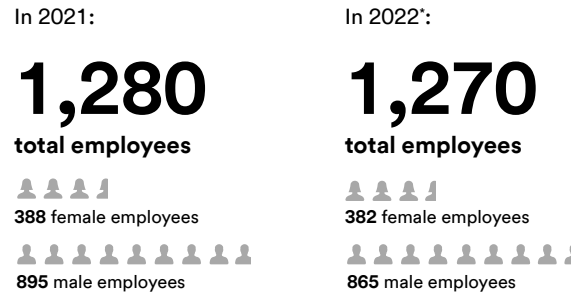 In 2021:
1,280
total employees
388 female employees
895 male employees
In 2022*:
1,270
total employees
382 female employees
865 male employees